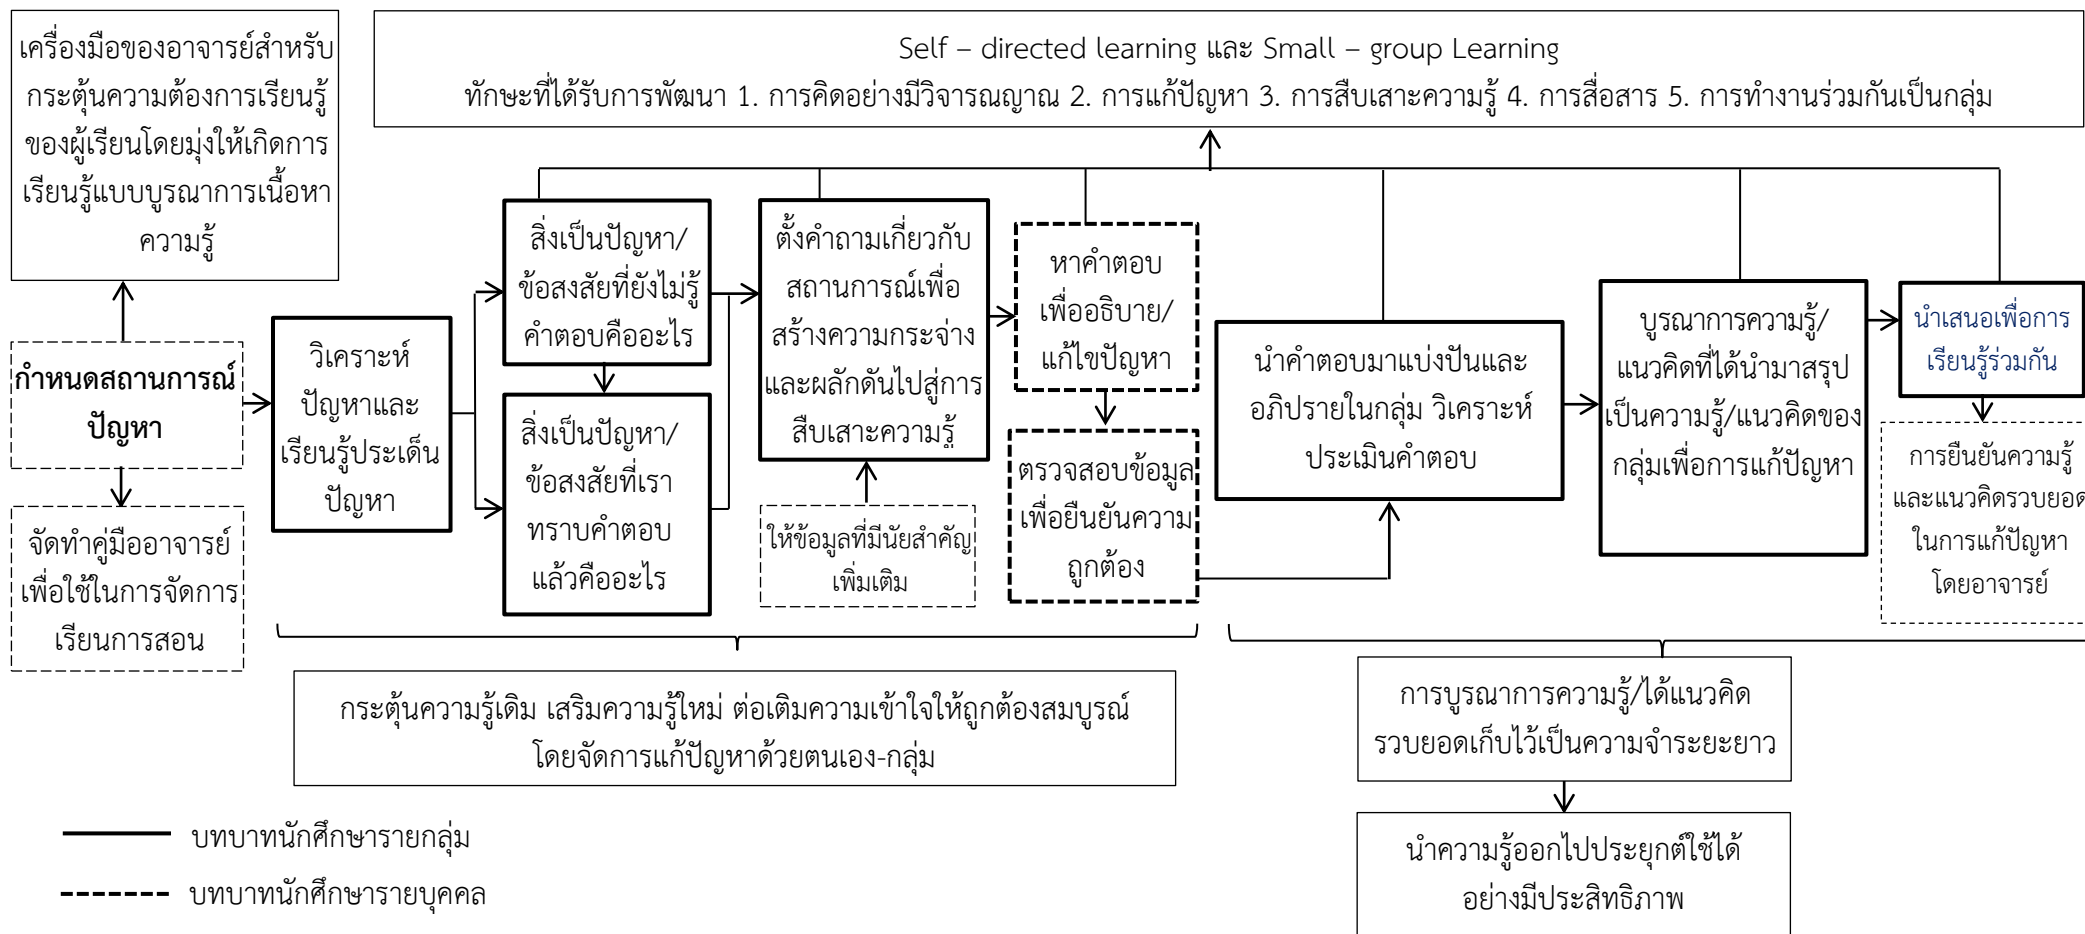 เครื่องมือของอาจารย์สำหรับ
กระตุ้นความต้องการเรียนรู้
ของผู้เรียนโดยมุ่งให้เกิดการ
เรียนรู้แบบบูรณาการเนื้อหา
ความรู้
Self – directed learning และ Small – group Learning
ทักษะที่ได้รับการพัฒนา 1. การคิดอย่างมีวิจารณญาณ 2. การแก้ปัญหา 3. การสืบเสาะความรู้ 4. การสื่อสาร 5. การทำงานร่วมกันเป็นกลุ่ม
กำหนดสถานการณ์
ปัญหา
จัดทำคู่มืออาจารย์
เพื่อใช้ในการจัดการ
เรียนการสอน
วิเคราะห์
ปัญหาและ
เรียนรู้ประเด็น
ปัญหา
สิ่งเป็นปัญหา/
ข้อสงสัยที่ยังไม่รู้
คำตอบคืออะไร
สิ่งเป็นปัญหา/
ข้อสงสัยที่เรา
ทราบคำตอบ
แล้วคืออะไร
ตั้งคำถามเกี่ยวกับ
สถานการณ์เพื่อ
สร้างความกระจ่าง
และผลักดันไปสู่การ
สืบเสาะความรู้
ให้ข้อมูลที่มีนัยสำคัญ
เพิ่มเติม
หาคำตอบ
เพื่ออธิบาย/
แก้ไขปัญหา
ตรวจสอบข้อมูล
เพื่อยืนยันความ
ถูกต้อง
นำคำตอบมาแบ่งปันและ
อภิปรายในกลุ่ม วิเคราะห์
ประเมินคำตอบ
บูรณาการความรู้/
แนวคิดที่ได้นำมาสรุป
เป็นความรู้/แนวคิดของ
กลุ่มเพื่อการแก้ปัญหา
นำเสนอเพื่อการ
เรียนรู้ร่วมกัน
การยืนยันความรู้
และแนวคิดรวบยอด
ในการแก้ปัญหา
โดยอาจารย์
กระตุ้นความรู้เดิม เสริมความรู้ใหม่ ต่อเติมความเข้าใจให้ถูกต้องสมบูรณ์
โดยจัดการแก้ปัญหาด้วยตนเอง-กลุ่ม
การบูรณาการความรู้/ได้แนวคิด
รวบยอดเก็บไว้เป็นความจำระยะยาว
นำความรู้ออกไปประยุกต์ใช้ได้
อย่างมีประสิทธิภาพ
บทบาทนักศึกษารายกลุ่ม
บทบาทนักศึกษารายบุคคล